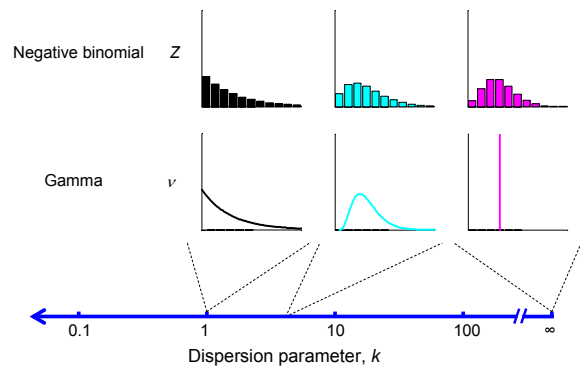 Negative binomial Z
Gamma ν
0.1 1 10 100 ∞
Dispersion parameter, k